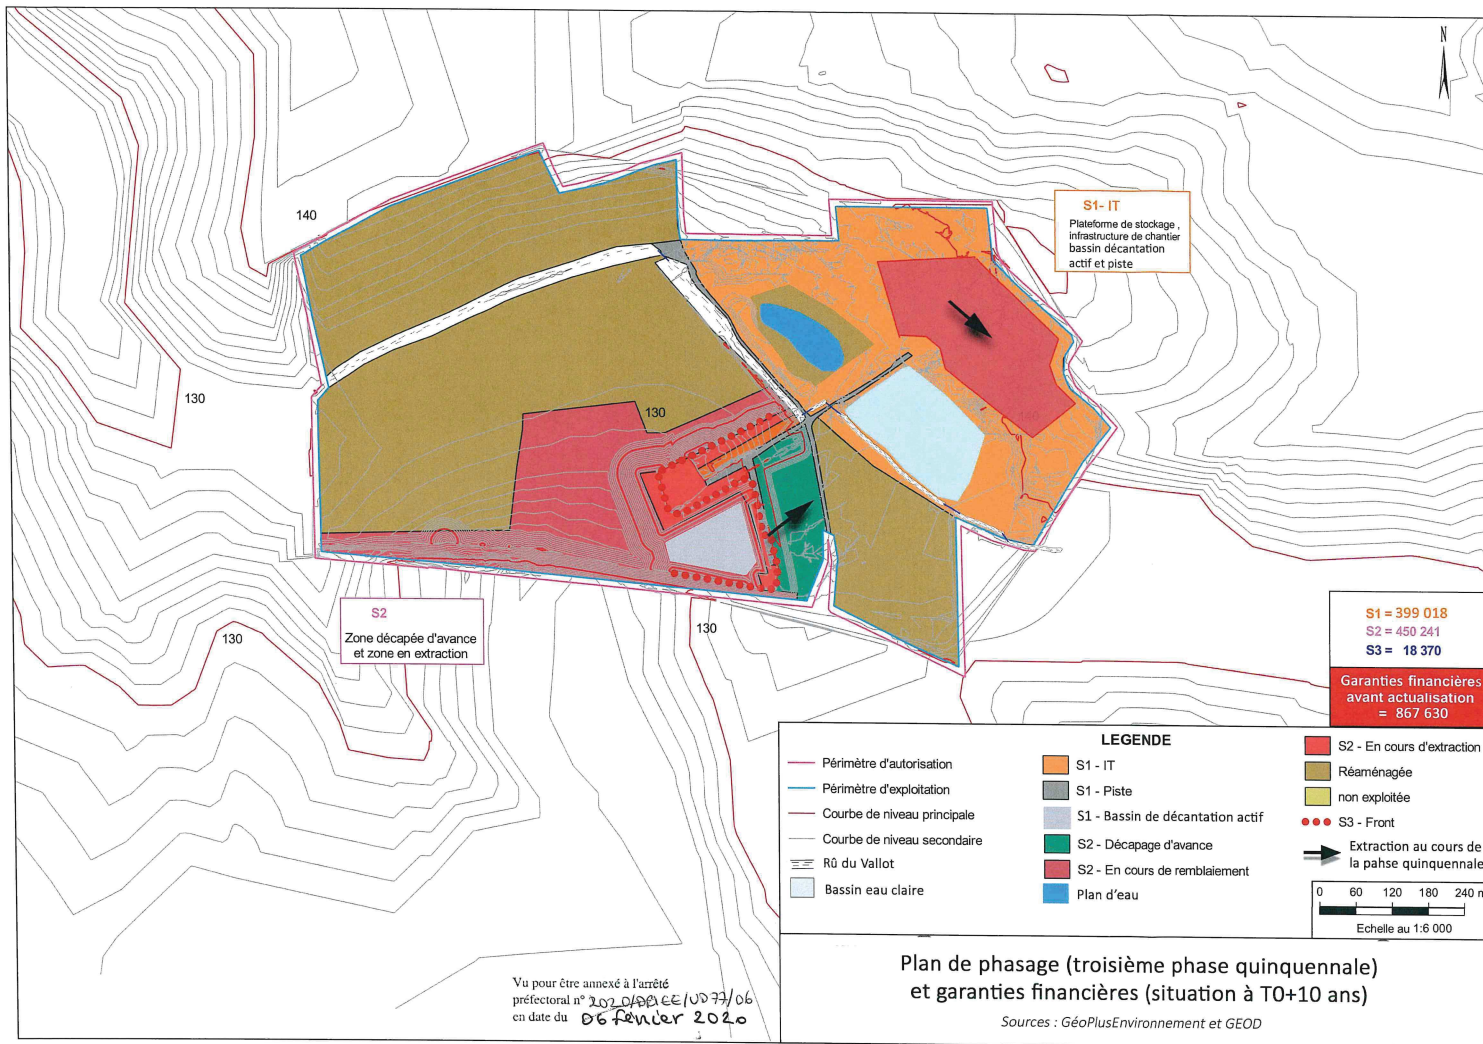 N
140
S1- IT
Plateforme de stockage ,
infrastructure de chantier
bassin décantation
actif et piste
130
130
140
S2
Zone décapée d'avance
et zone en extraction
130
130
S1 = 399 018
S2 = 450 241
S3 = 18 370
Garanties financières
avant actualisation
= 867 630
LEGENDE
Périmètre d'autorisation
Périmètre d'exploitation
Courbe de niveau principale
Courbe de niveau secondaire
Rû du Vallot
Bassin eau claire
S1 - IT
S1 - Piste
S1 - Bassin de décantation actif
S2 - Décapage d'avance
S2 - En cours de remblaiement
Plan d'eau
S2 - En cours d'extraction
Réaménagée
non exploitée
S3 - Front
Extraction au cours de
la pahse quinquennale
0 60 120 180 240 m
Echelle au 1:6 000
Plan de phasage (troisième phase quinquennale)
et garanties financières (situation à T0+10 ans)
Sources : GéoPlusEnvironnement et GEOD
Vu pour être annexé à l'arrêté
préfectoral n° 2020/DRIEE/UD77/06
en date du 06 février 2020